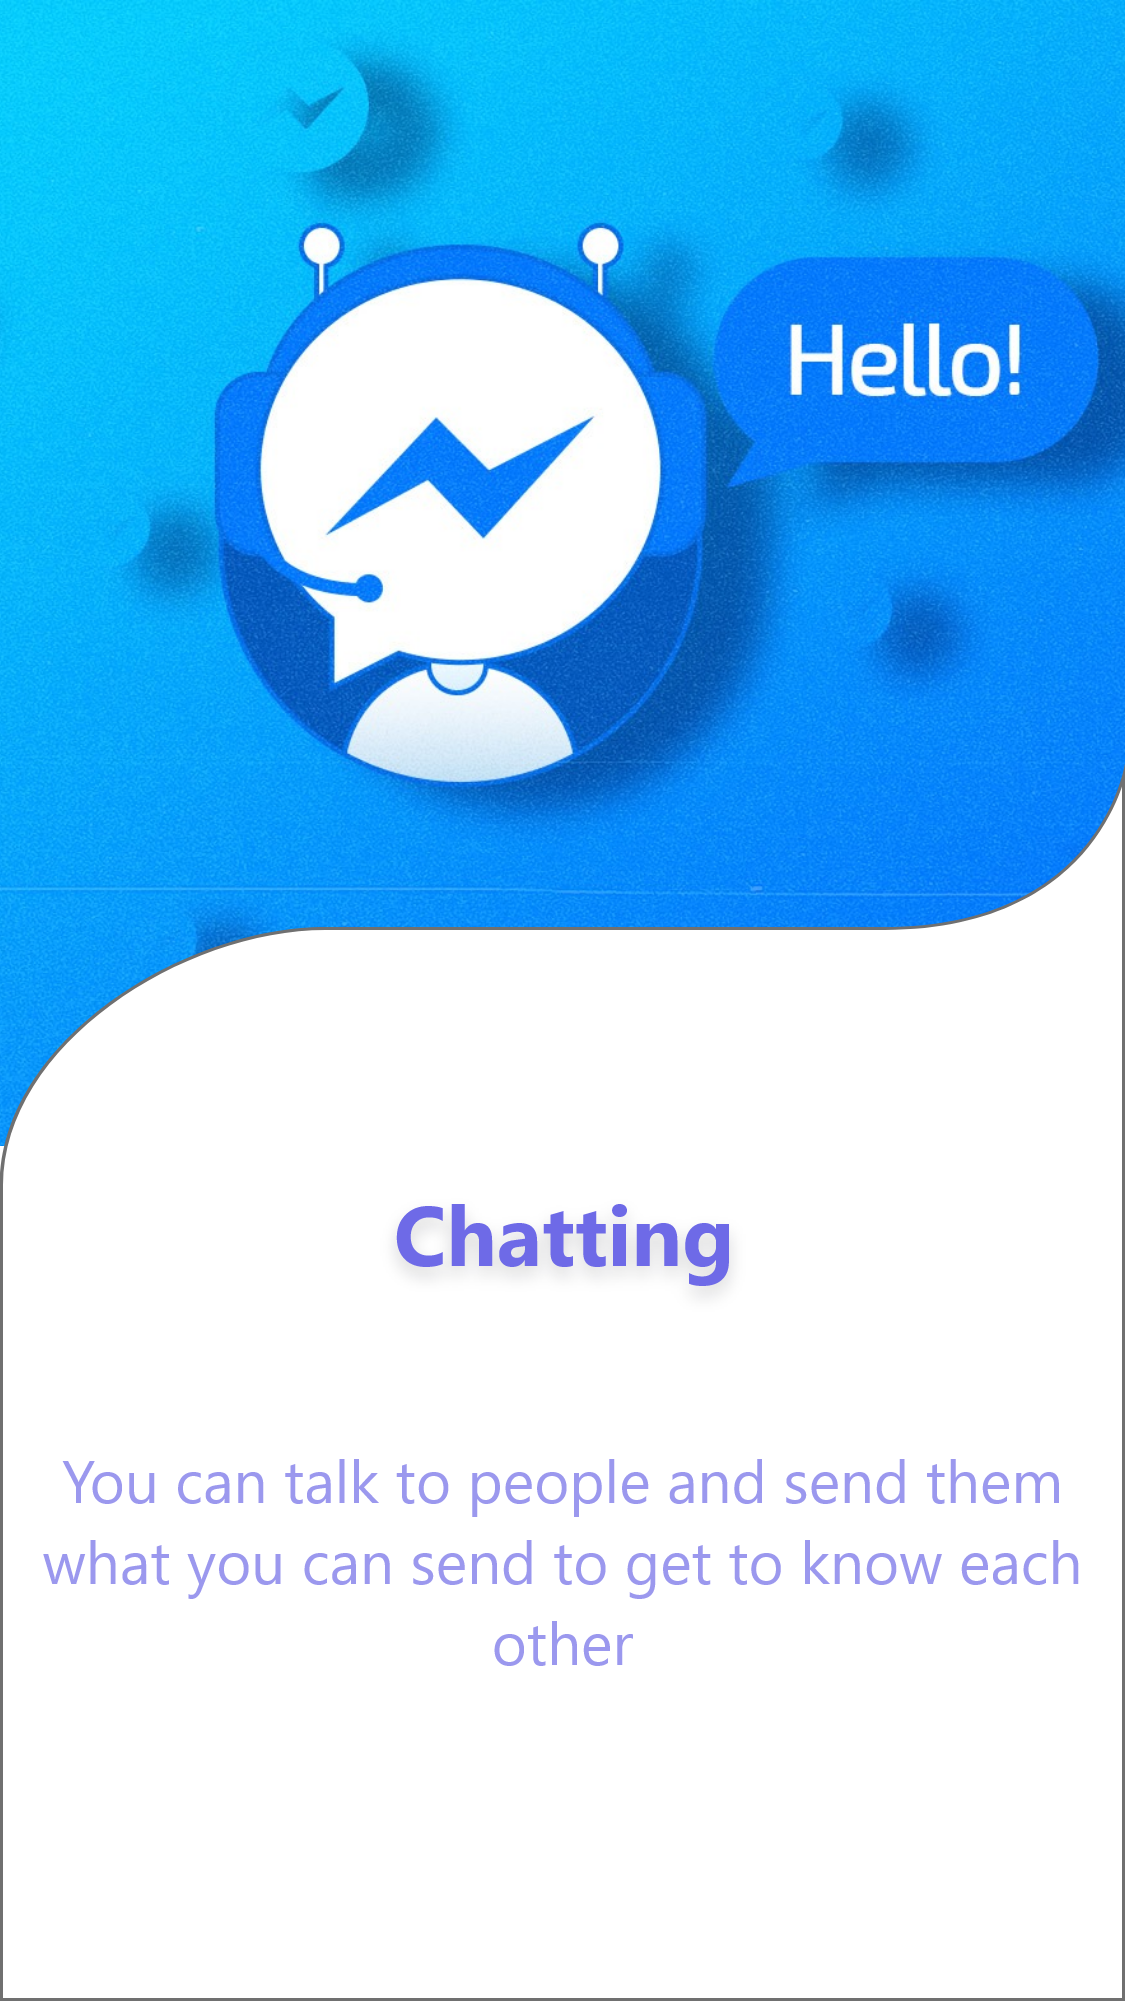 Hello!
Chatting
You can talk to people and send them
what you can send to get to know each
other